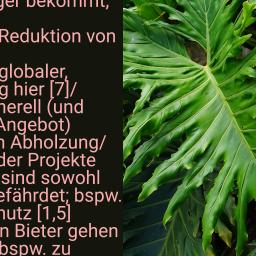 bekommt,
Reduktion von
globaler,
g hier [7]/
nerell (und
Angebot)
n Abholzung/
der Projekte
sind sowohl
efährdet; bspw.
hutz [1,5]
n Bieter gehen
bspw. zu